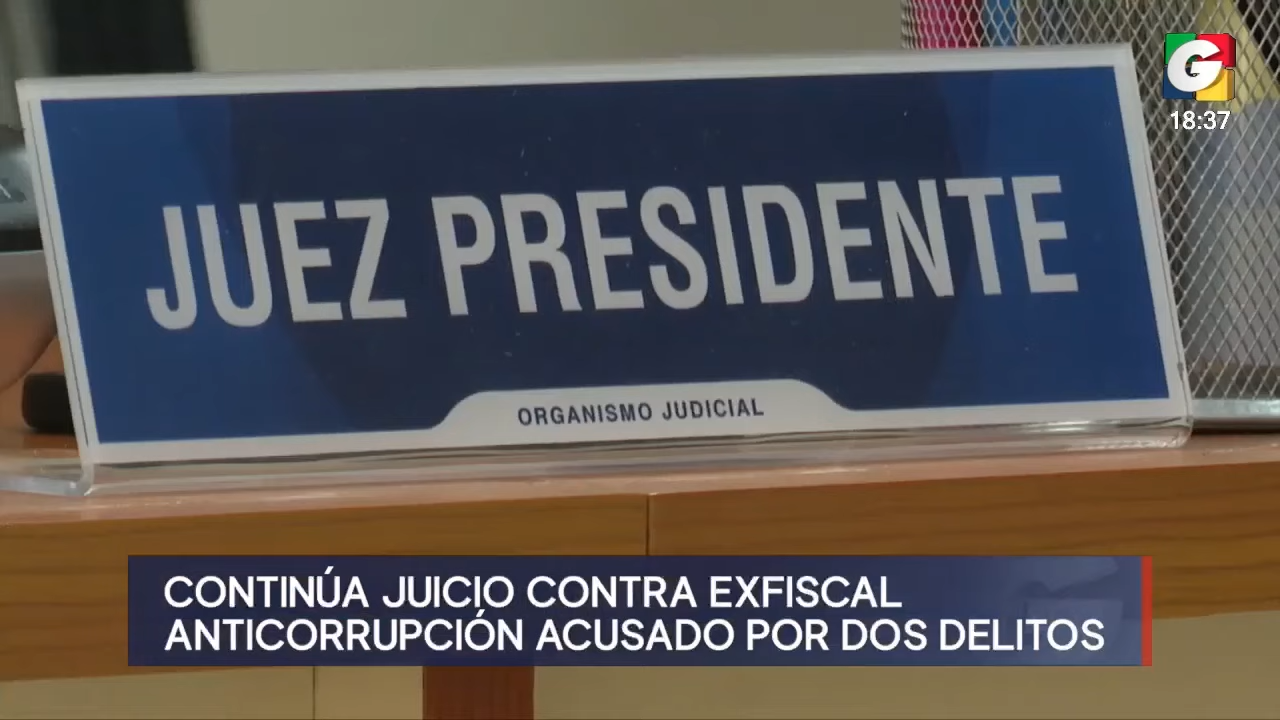 G
18:37
JUEZ PRESIDENTE
ORGANISMO JUDICIAL
CONTINÚA JUICIO CONTRA EXFISCAL
ANTICORRUPCIÓN ACUSADO POR DOS DELITOS